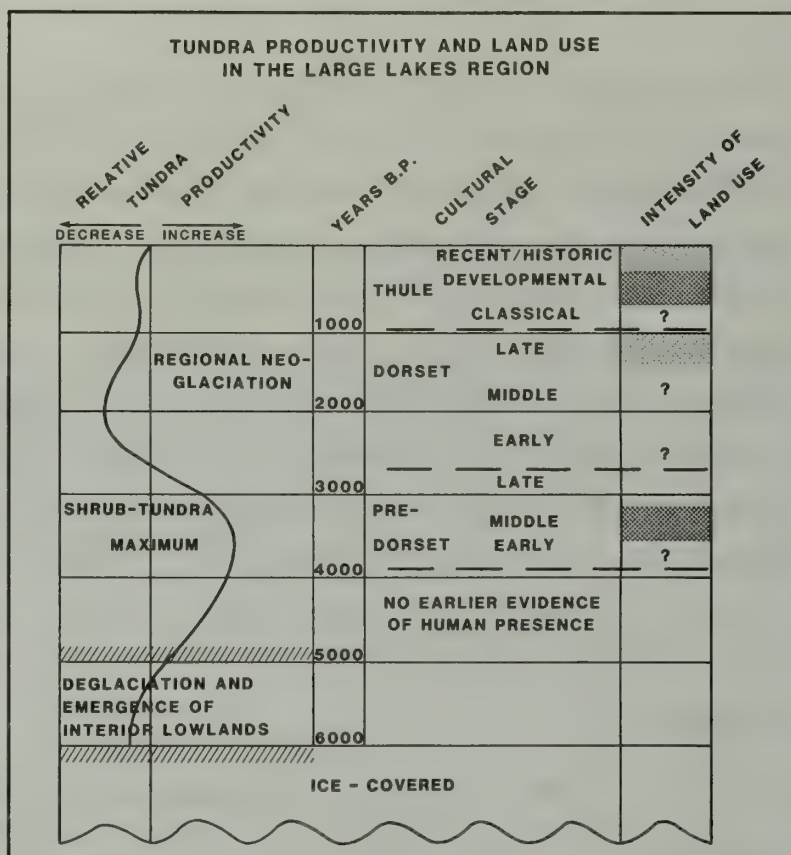 TUNDRA PRODUCTIVITY AND LAND USE
IN THE LARGE LAKES REGION
RELATIVE
TUNDRA
PRODUCTIVITY
YEARS B.P.
CULTURAL
STAGE
INTENSITY OF
LAND USE
DECREASE INCREASE
RECENT/HISTORIC
THULE DEVELOPMENTAL
CLASSICAL ?
1000
REGIONAL NEO-
GLACIATION
DORSET LATE
MIDDLE ?
2000
EARLY ?
LATE
3000
SHRUB-TUNDRA
MAXIMUM
PRE-
DORSET
MIDDLE
EARLY ?
4000
NO EARLIER EVIDENCE
OF HUMAN PRESENCE
5000
DEGLACIATION AND
EMERGENCE OF
INTERIOR LOWLANDS
6000
ICE - COVERED